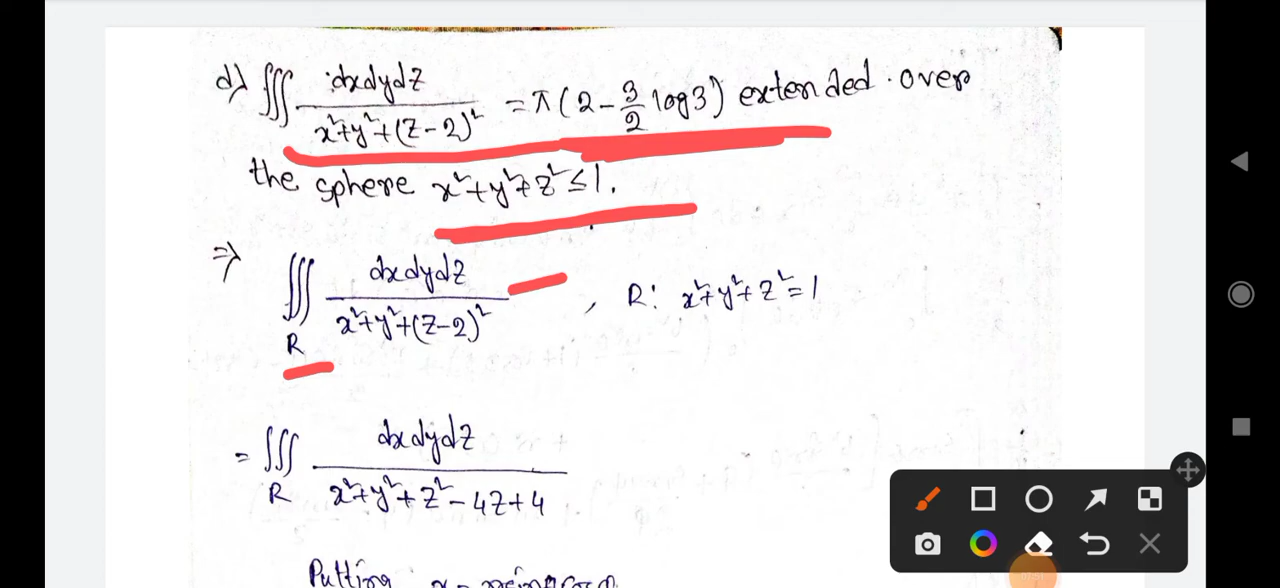 d) ∭ dxdydz / x²+y²+(z-2)² = π(2 - 3/2 log3) extended over
the sphere x²+y²+z² ≤ 1.
⇒ ∭_R dxdydz / x²+y²+(z-2)² , R: x²+y²+z² = 1
= ∭_R dxdydz / x²+y²+z²-4z+4
Putting